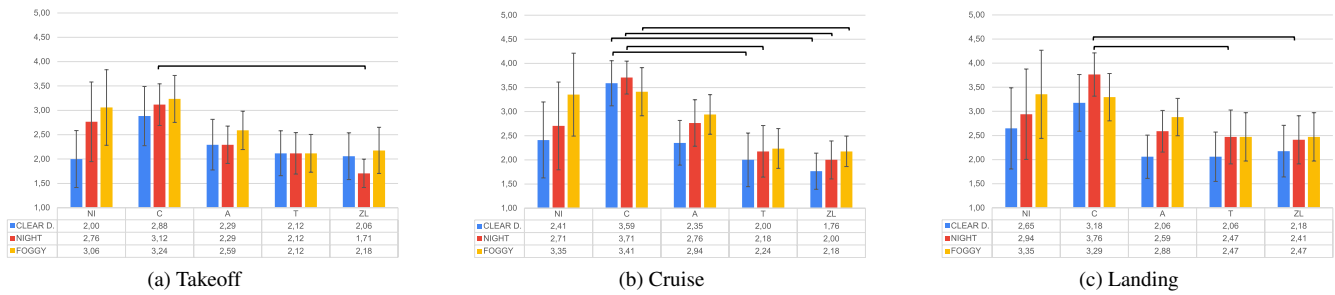 5,00
4,50
4,00
3,50
3,00
2,50
2,00
1,50
1,00
NI C A T ZL
CLEAR D. 2,00 2,88 2,29 2,12 2,06
NIGHT 2,76 3,12 2,29 2,12 1,71
FOGGY 3,06 3,24 2,59 2,12 2,18
(a) Takeoff
5,00
4,50
4,00
3,50
3,00
2,50
2,00
1,50
1,00
NI C A T ZL
CLEAR D. 2,41 3,59 2,35 2,00 1,76
NIGHT 2,71 3,71 2,76 2,18 2,00
FOGGY 3,35 3,41 2,94 2,24 2,18
(b) Cruise
5,00
4,50
4,00
3,50
3,00
2,50
2,00
1,50
1,00
NI C A T ZL
CLEAR D. 2,65 3,18 2,06 2,06 2,18
NIGHT 2,94 3,76 2,59 2,47 2,41
FOGGY 3,35 3,29 2,88 2,47 2,47
(c) Landing